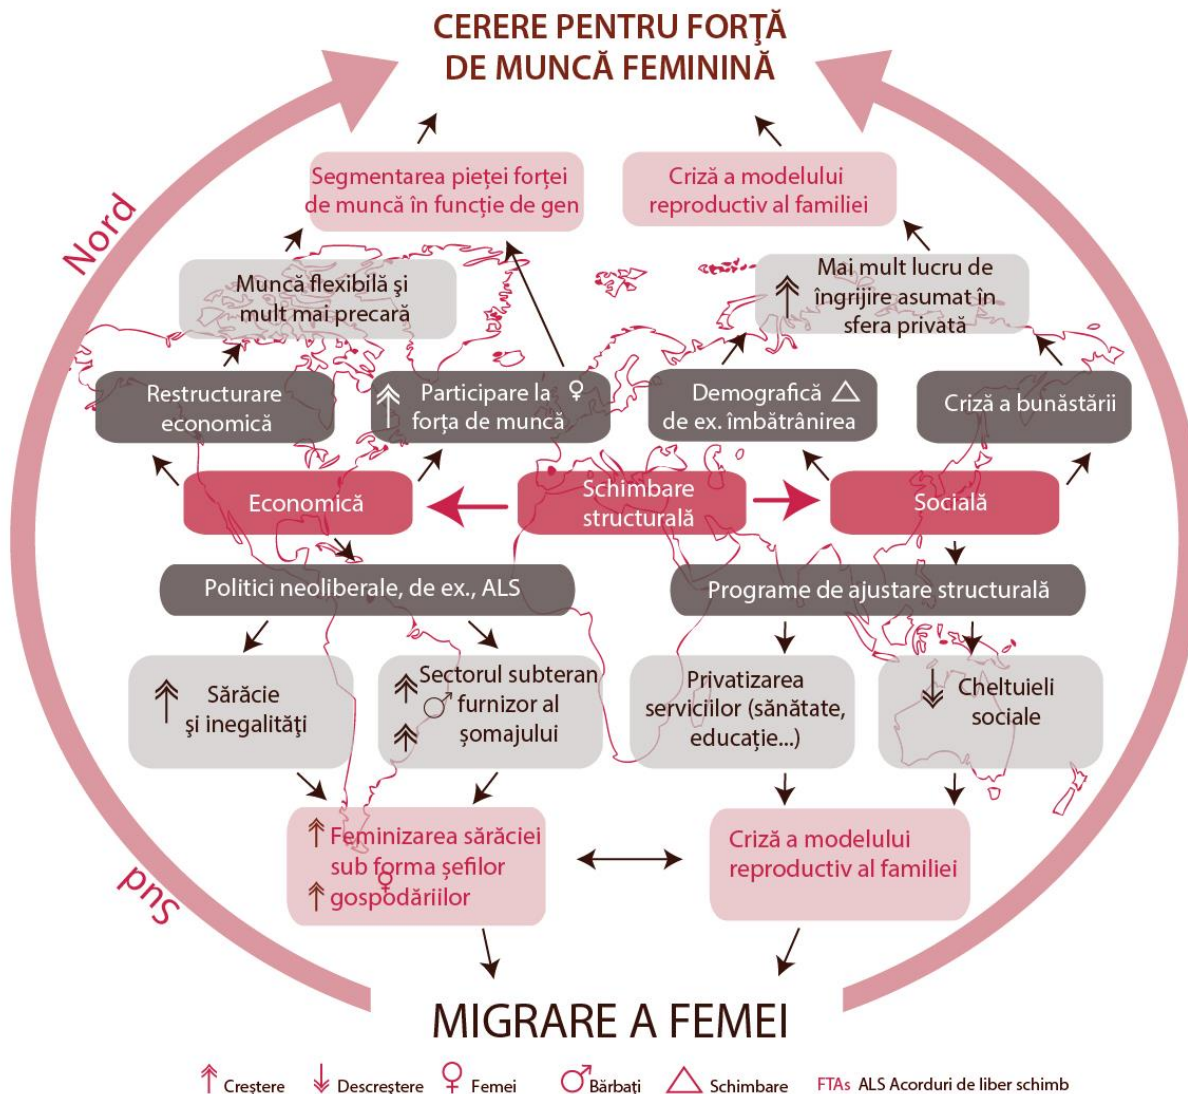 CERERE PENTRU FORŢĂ
DE MUNCĂ FEMININĂ
Nord
Segmentarea pieţei forţei
de muncă în funcţie de gen
Criză a modelului
reproductiv al familiei
Muncă flexibilă şi
mult mai precară
Mai mult lucru de
îngrijire asumat în
sfera privată
Restructurare
economică
Participare la
forța de muncă
Demografică
de ex. îmbătrânirea
Criză a bunăstării
Economică
Schimbare
structurală
Socială
Politici neoliberale, de ex., ALS
Programe de ajustare structurală
Sărăcie
şi inegalităţi
Sectorul subteran
furnizor al
șomajului
Privatizarea
serviciilor (sănătate,
educaţie...)
Cheltuieli
sociale
Feminizarea sărăciei
sub forma şefilor
gospodăriilor
Criză a modelului
reproductiv al familiei
Sud
MIGRARE A FEMEI
Creştere
Descreştere
Femei
Bărbaţi
Schimbare
FTAs ALS Acorduri de liber schimb